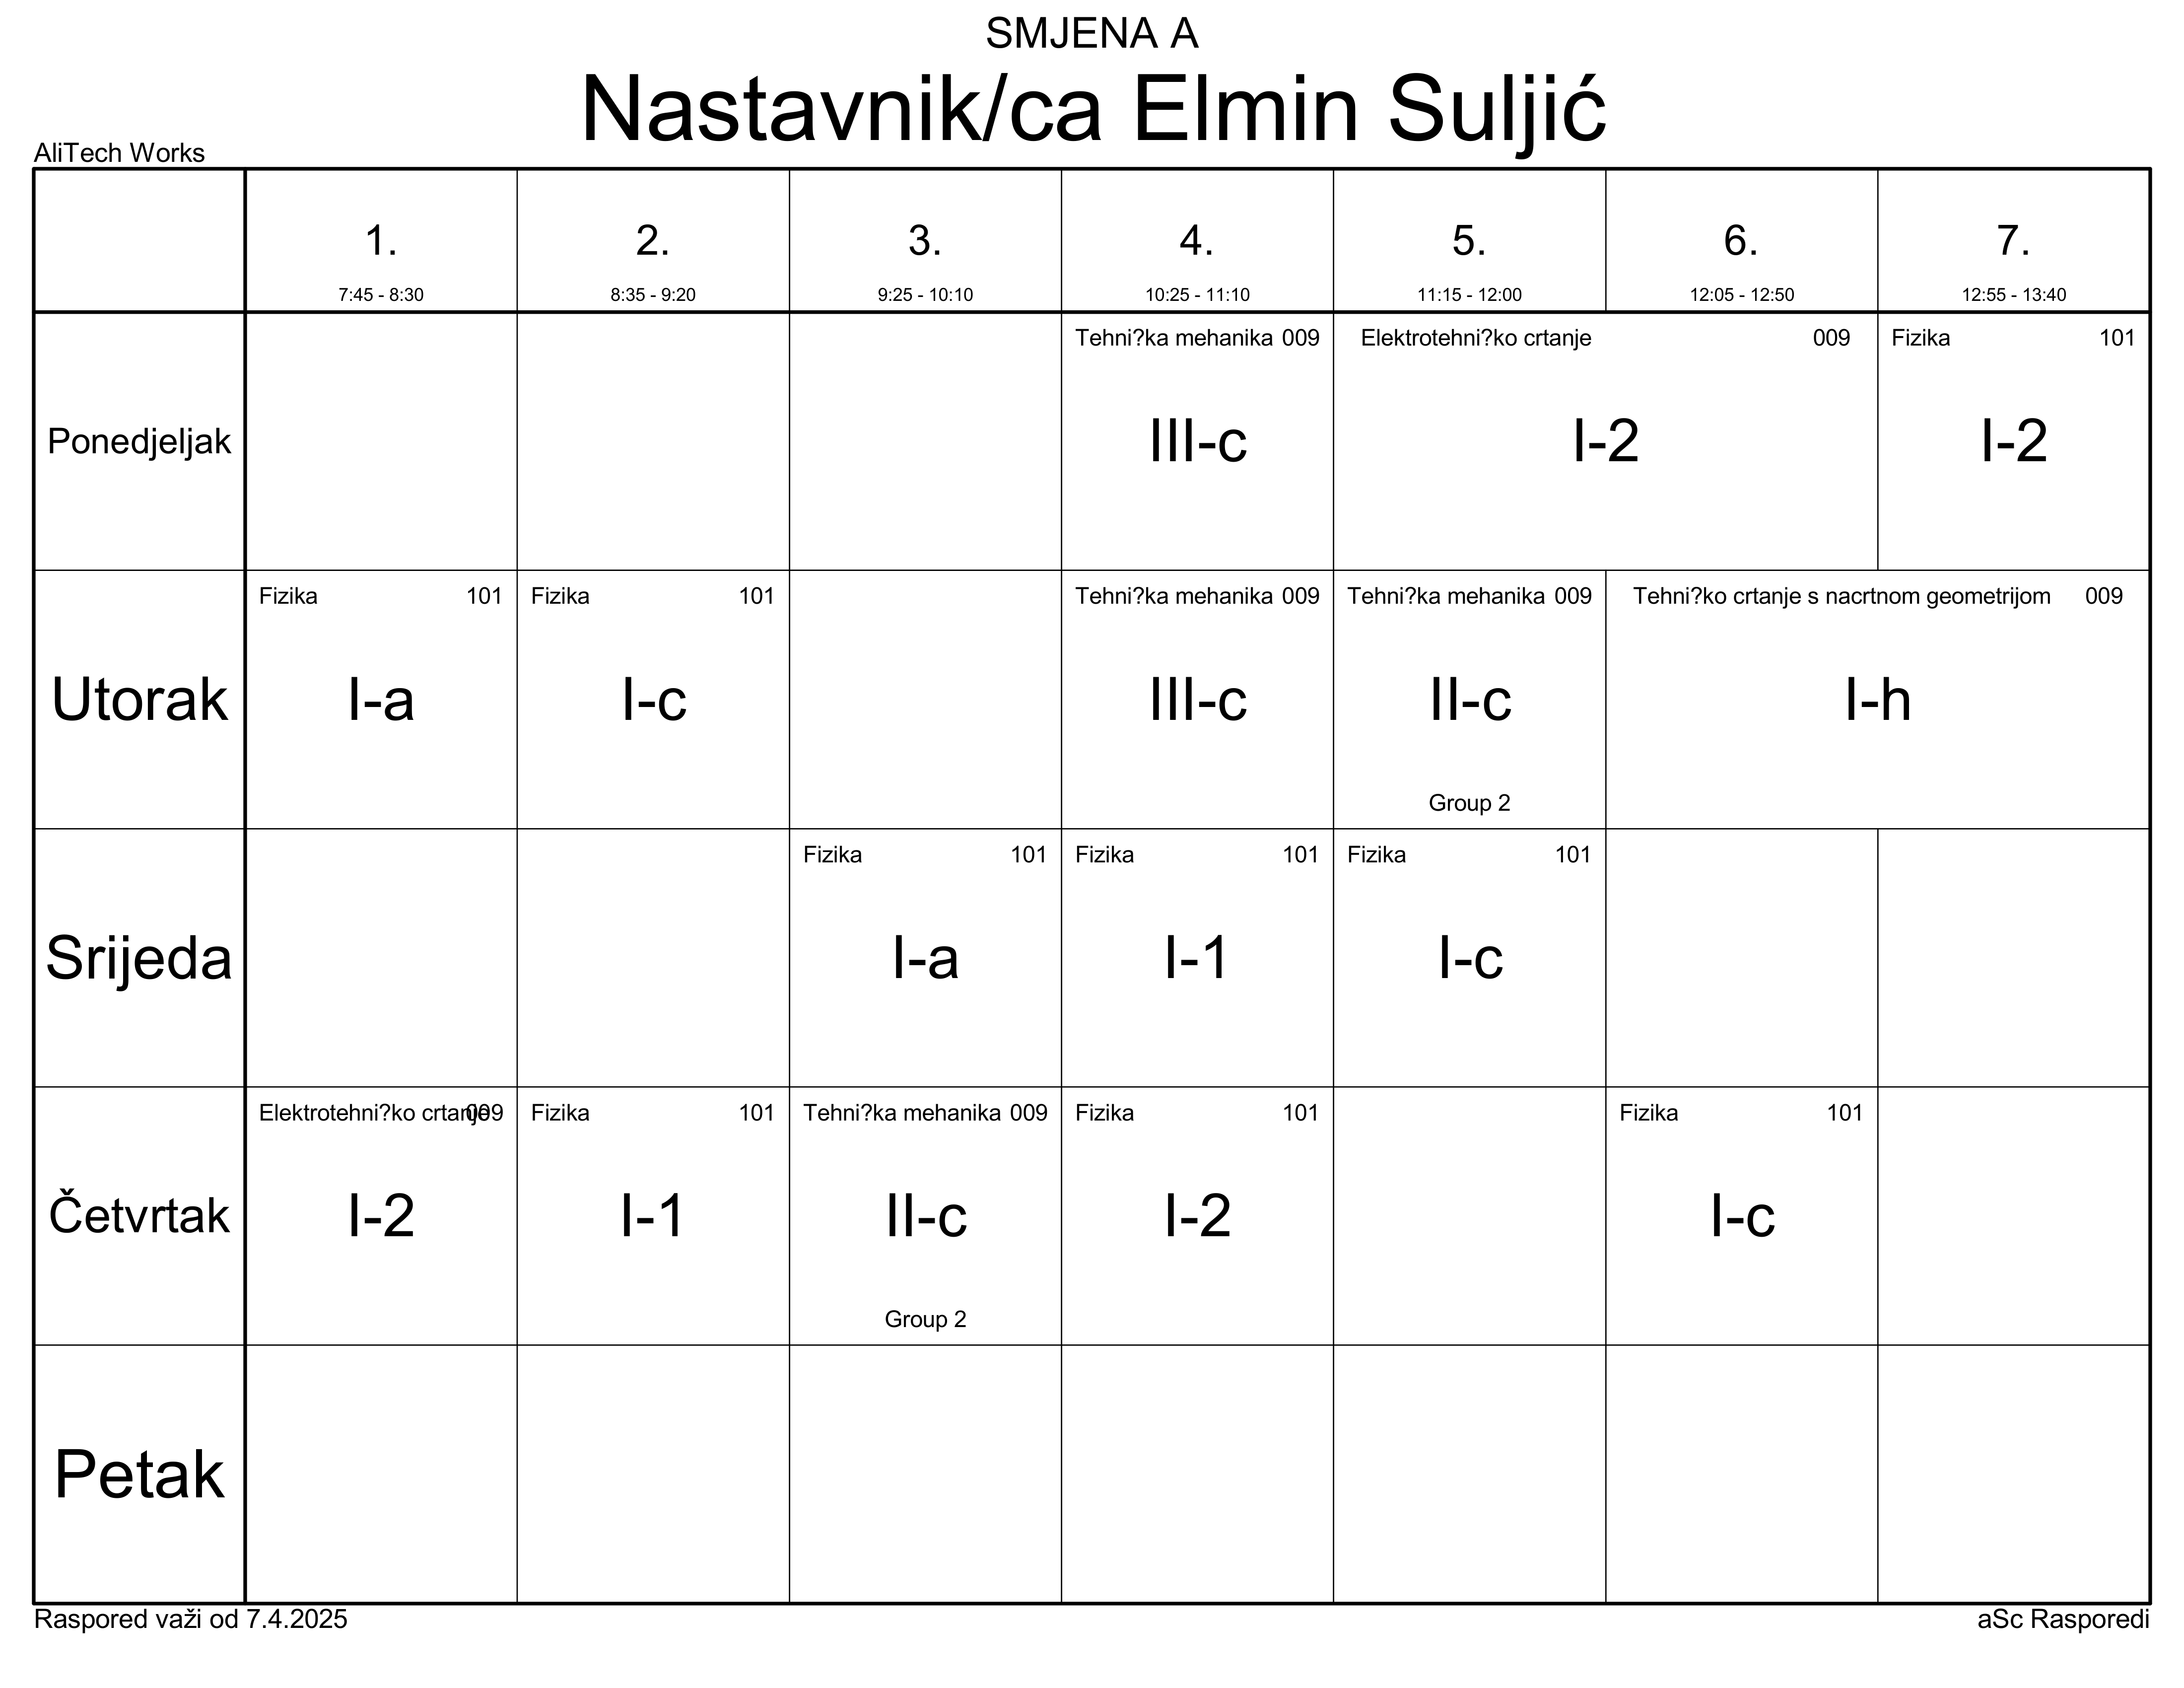 SMJENA A
Nastavnik/ca Elmin Suljić
AliTech Works
1. 2. 3. 4. 5. 6. 7.
7:45 - 8:30 8:35 - 9:20 9:25 - 10:10 10:25 - 11:10 11:15 - 12:00 12:05 - 12:50 12:55 - 13:40
Tehni?ka mehanika 009 Elektrotehni?ko crtanje 009 Fizika 101
Ponedjeljak III-c I-2 I-2
Fizika 101 Fizika 101 Tehni?ka mehanika 009 Tehni?ka mehanika 009 Tehni?ko crtanje s nacrtnom geometrijom 009
Utorak I-a I-c III-c II-c I-h
Group 2
Fizika 101 Fizika 101 Fizika 101
Srijeda I-a I-1 I-c
Elektrotehni?ko crtanje 009 Fizika 101 Tehni?ka mehanika 009 Fizika 101 Fizika 101
Četvrtak I-2 I-1 II-c I-2 I-c
Group 2
Petak
Raspored važi od 7.4.2025 aSc Rasporedi